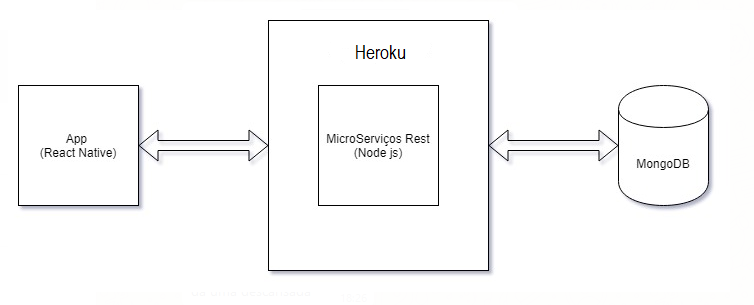 Heroku
App
(React Native)
MicroServiços Rest
(Node js)
MongoDB